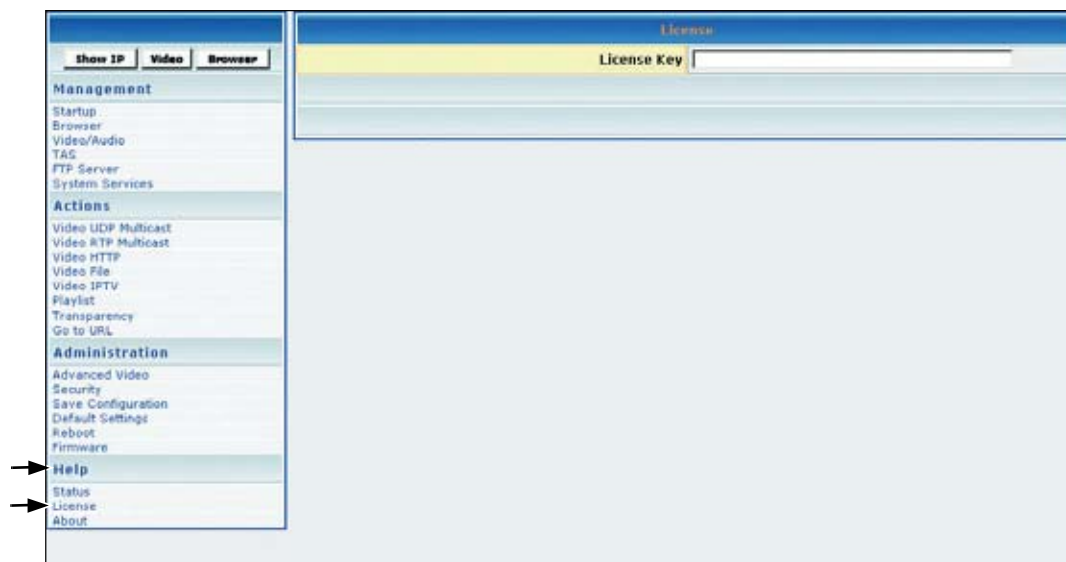 Show IP Video Browser
Management
Startup
Browser
Video/Audio
TAS
FTP Server
System Services
Actions
Video UDP Multicast
Video RTP Multicast
Video HTTP
Video File
Video IPTV
Playlist
Transparency
Go to URL
Administration
Advanced Video
Security
Save Configuration
Default Settings
Reboot
Firmware
Help
Status
License
About
License
License Key